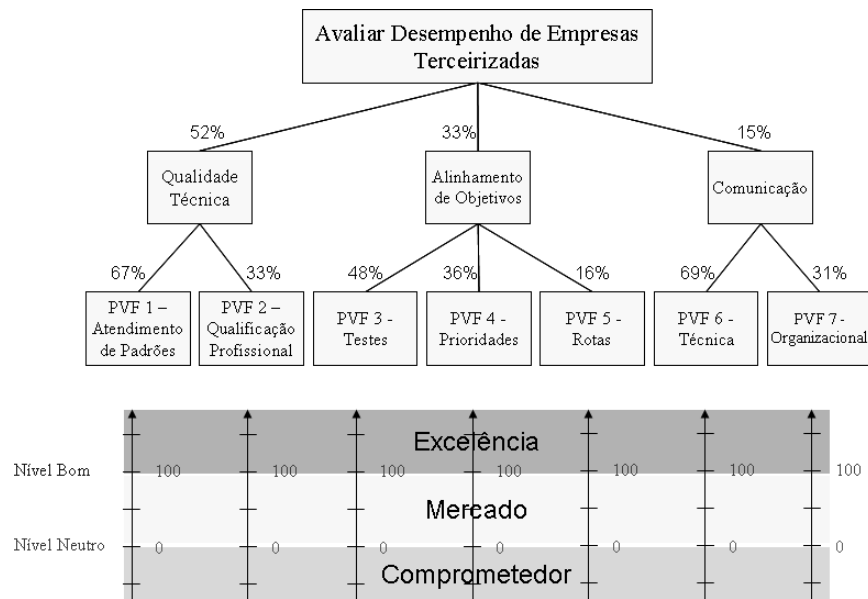 Avaliar Desempenho de Empresas
Terceirizadas
52%
33%
15%
Qualidade
Técnica
Alinhamento
de Objetivos
Comunicação
67%
33%
48%
36%
16%
69%
31%
PVF 1 –
Atendimento
de Padrões
PVF 2 –
Qualificação
Profissional
PVF 3 -
Testes
PVF 4 -
Prioridades
PVF 5 -
Rotas
PVF 6 -
Técnica
PVF 7-
Organizacional
Excelência
Nível Bom
100
100
100
100
100
100
100
Mercado
Nível Neutro
0
0
0
0
0
0
0
Comprometedor